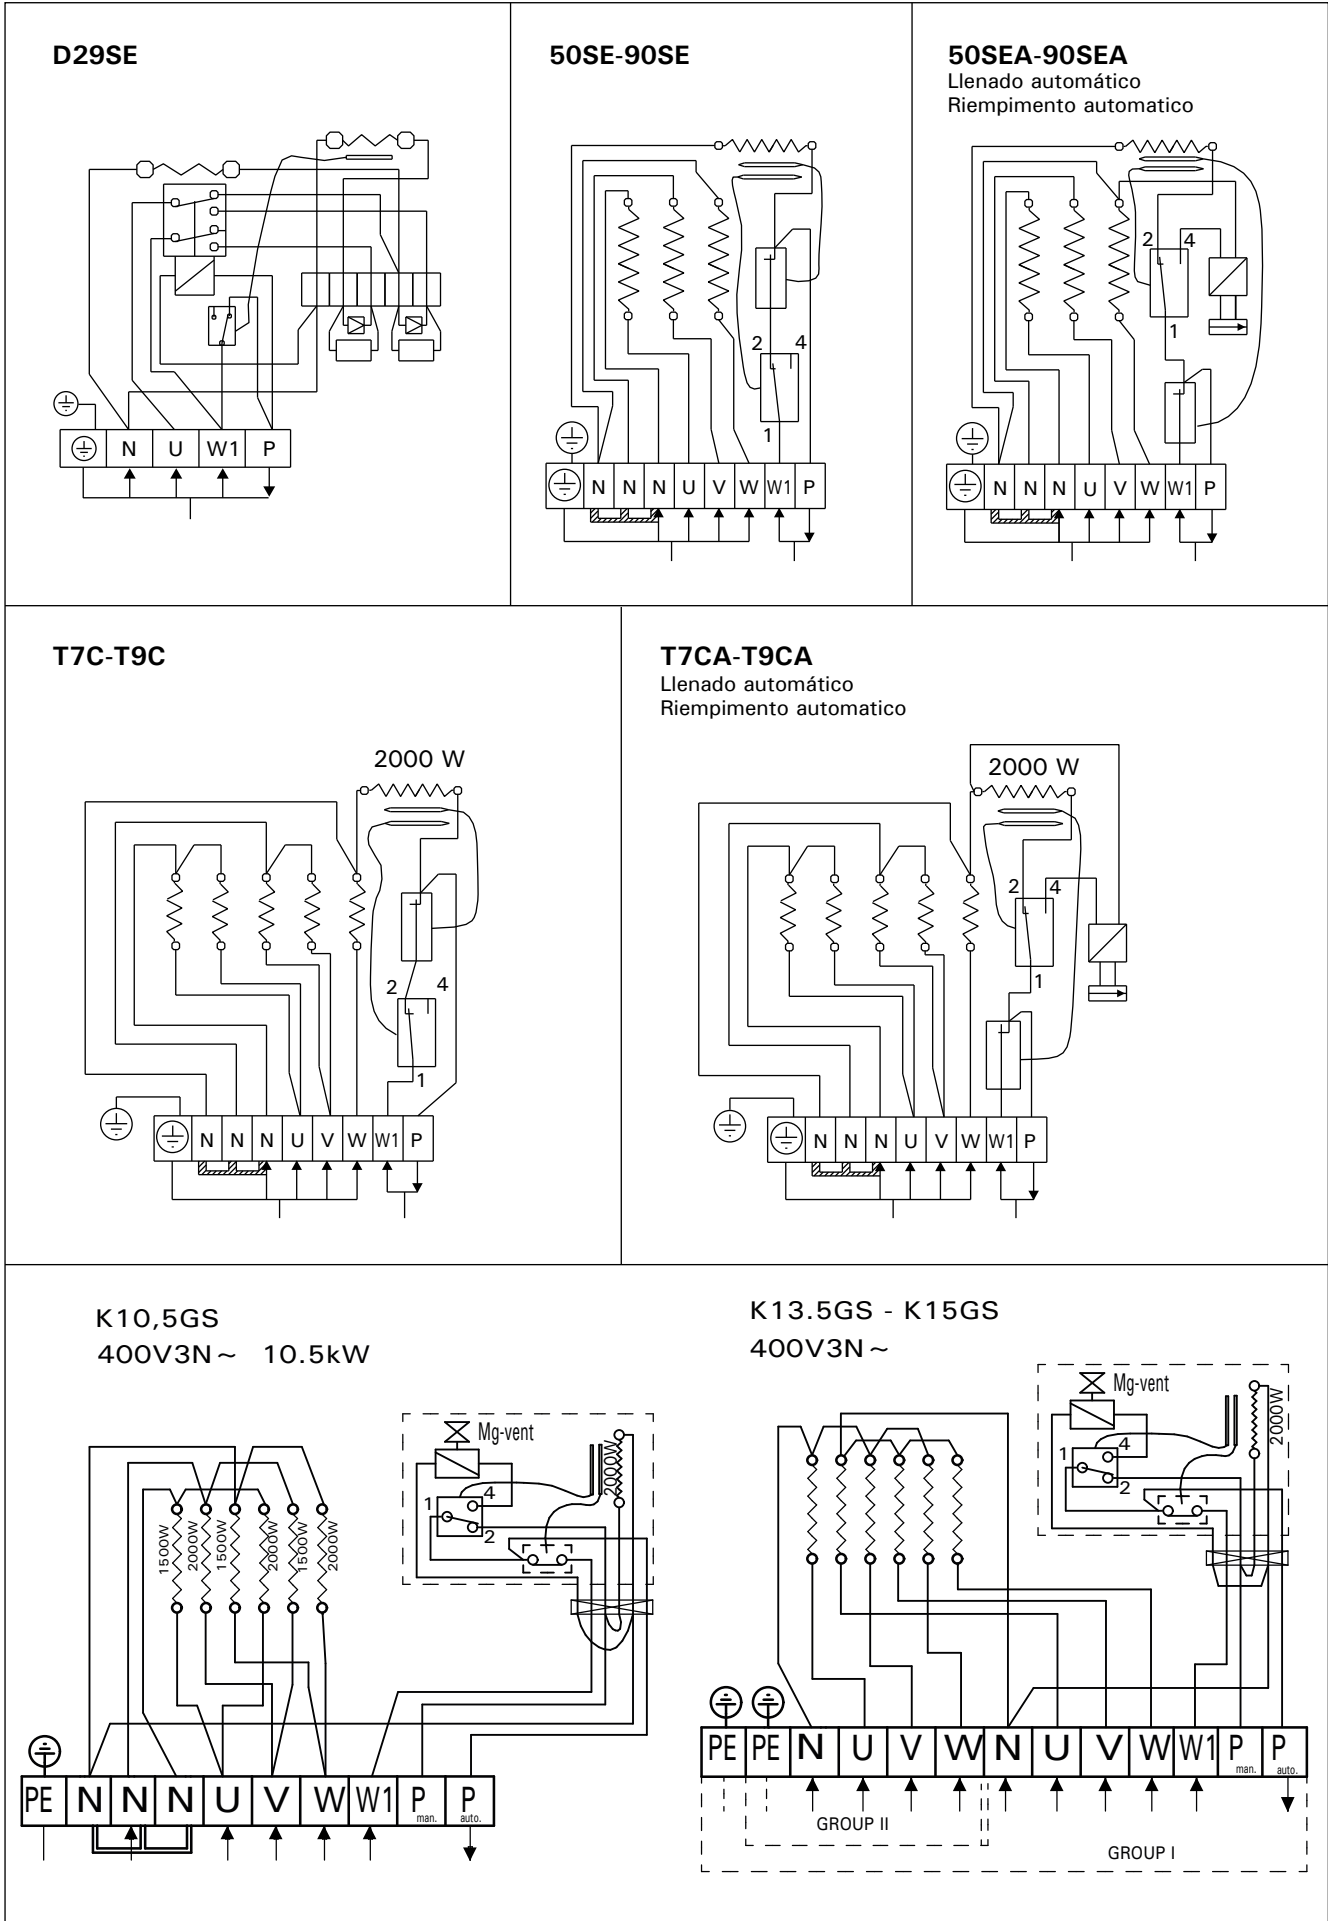 D29SE
N U W1 P
50SE-90SE
2 4
1
N N N U V W W1 P
50SEA-90SEA
Llenado automático
Riempimento automatico
2 4
1
N N N U V W W1 P
T7C-T9C
2000 W
2 4
1
N N N U V W W1 P
T7CA-T9CA
Llenado automático
Riempimento automatico
2000 W
2 4
1
N N N U V W W1 P
K10,5GS
400V3N~ 10.5kW
Mg-vent
2000W
1 4
2
1500W 2000W 1500W 2000W 1500W 2000W
PE N N N U V W W1 P man. P auto.
K13.5GS - K15GS
400V3N~
Mg-vent
2000W
1 4
2
PE PE N U V W N U V W W1 P man. P auto.
GROUP II
GROUP I